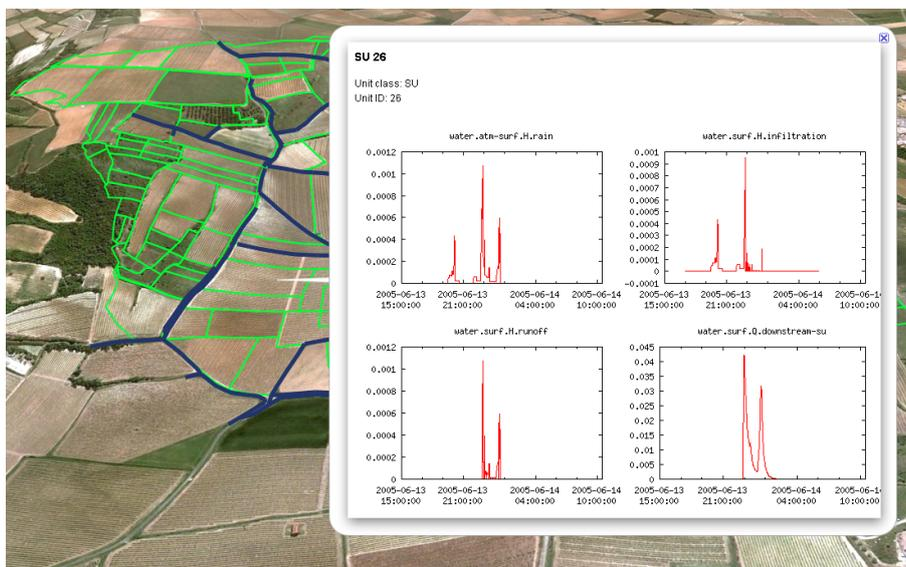 SU 26
Unit class: SU
Unit ID: 26
water.atm-surf.H.rain
0.0012
0.001
0.0008
0.0006
0.0004
0.0002
0
2005-06-13 2005-06-13 2005-06-14 2005-06-14
15:00:00 21:00:00 04:00:00 10:00:00
water.surf.H.infiltration
0.001
0.0009
0.0008
0.0007
0.0006
0.0005
0.0004
0.0003
0.0002
0.0001
0
-0.0001
2005-06-13 2005-06-13 2005-06-14 2005-06-14
15:00:00 21:00:00 04:00:00 10:00:00
water.surf.H.runoff
0.0012
0.001
0.0008
0.0006
0.0004
0.0002
0
2005-06-13 2005-06-13 2005-06-14 2005-06-14
15:00:00 21:00:00 04:00:00 10:00:00
water.surf.Q.downstream-su
0.045
0.04
0.035
0.03
0.025
0.02
0.015
0.01
0.005
0
2005-06-13 2005-06-13 2005-06-14 2005-06-14
15:00:00 21:00:00 04:00:00 10:00:00